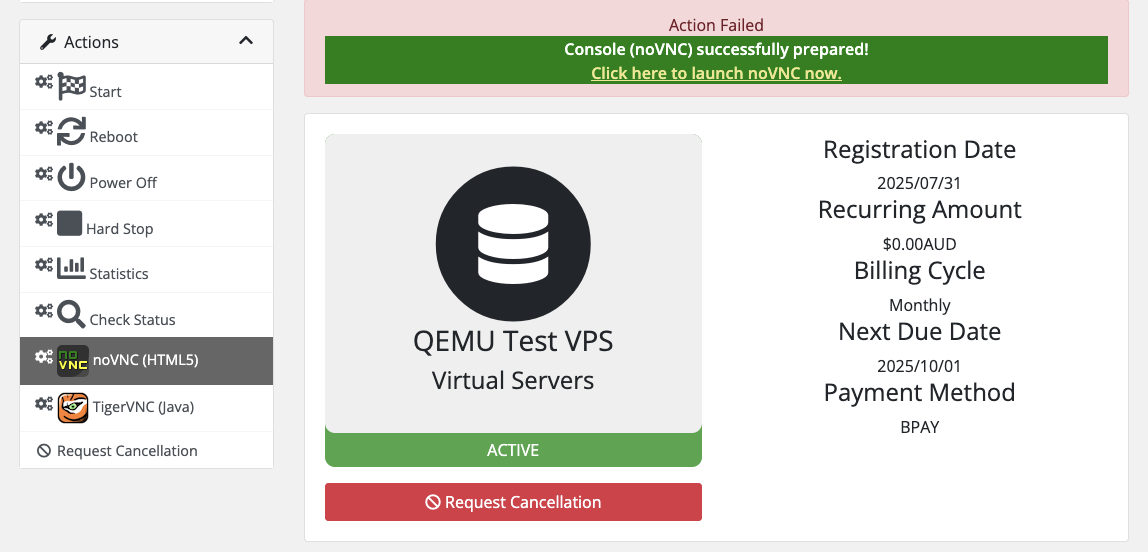 Actions
Start
Reboot
Power Off
Hard Stop
Statistics
Check Status
no
VNC
noVNC (HTML5)
TigerVNC (Java)
Request Cancellation
Action Failed
Console (noVNC) successfully prepared!
Click here to launch noVNC now.
QEMU Test VPS
Virtual Servers
ACTIVE
Request Cancellation
Registration Date
2025/07/31
Recurring Amount
$0.00AUD
Billing Cycle
Monthly
Next Due Date
2025/10/01
Payment Method
BPAY